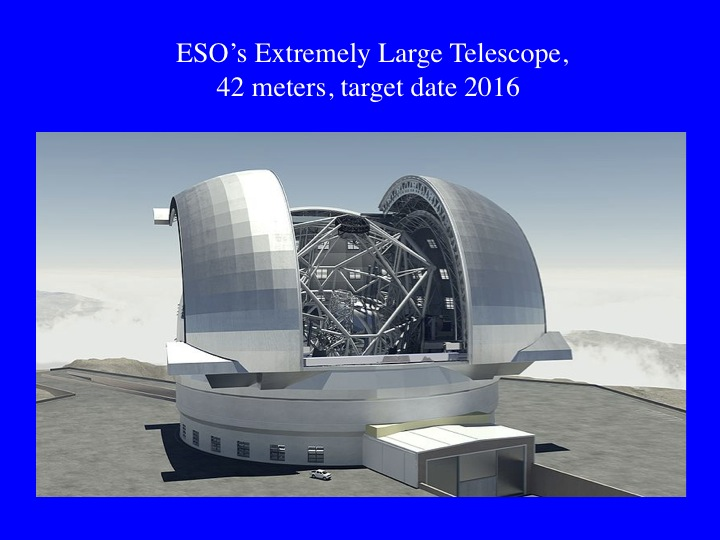 ESO’s Extremely Large Telescope,
42 meters, target date 2016